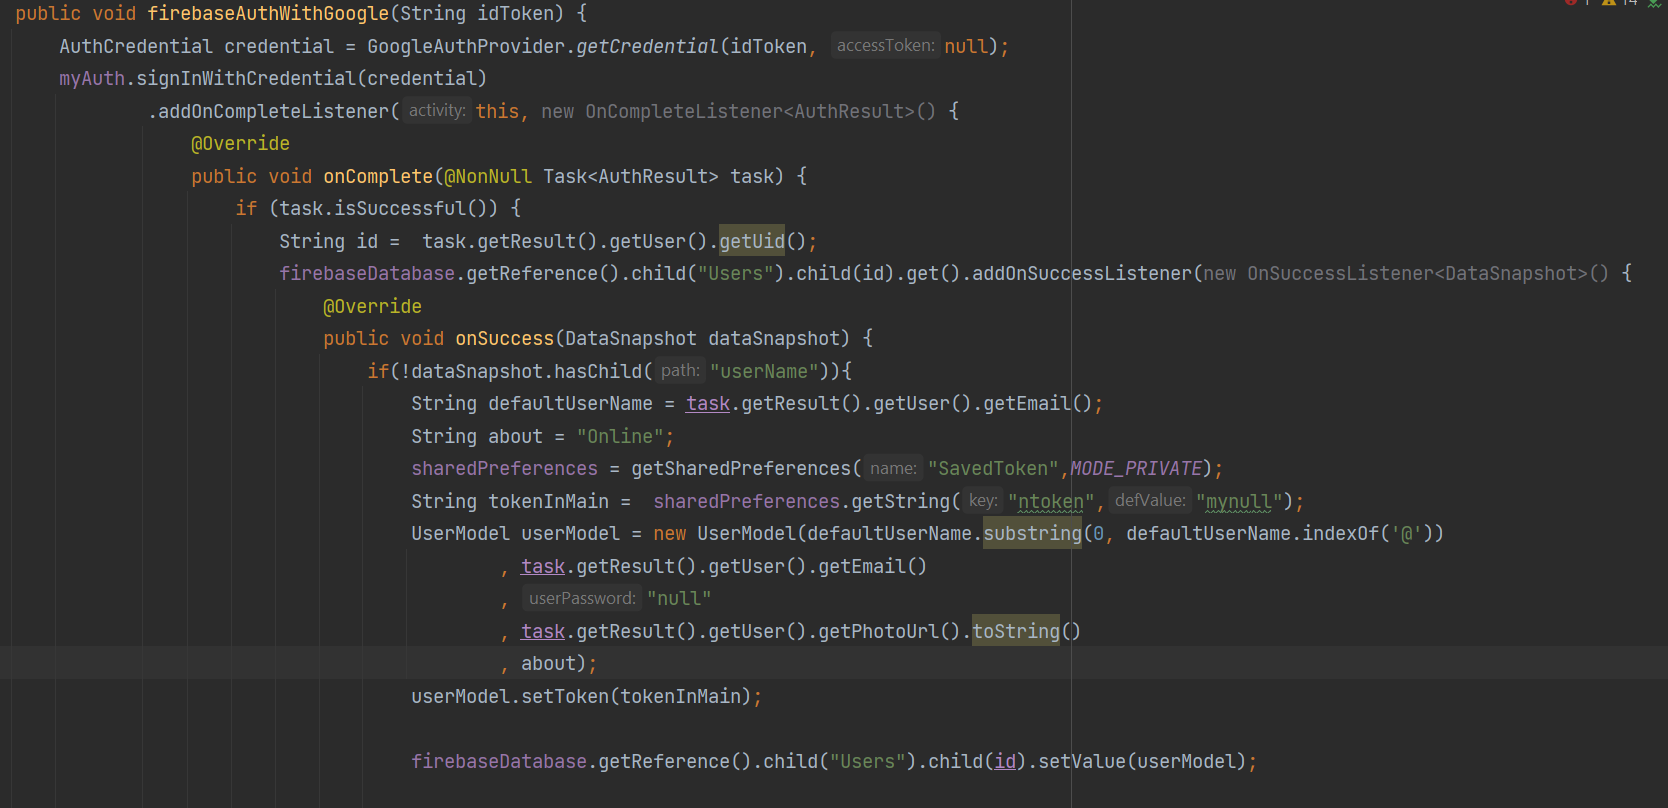 public void firebaseAuthWithGoogle(String idToken) {
AuthCredential credential = GoogleAuthProvider.getCredential(idToken, accessToken: null);
myAuth.signInWithCredential(credential)
.addOnCompleteListener( activity: this, new OnCompleteListener<AuthResult>() {
@Override
public void onComplete(@NonNull Task<AuthResult> task) {
if (task.isSuccessful()) {
String id =  task.getResult().getUser().getUid();
firebaseDatabase.getReference().child("Users").child(id).get().addOnSuccessListener(new OnSuccessListener<DataSnapshot>() {
@Override
public void onSuccess(DataSnapshot dataSnapshot) {
if(!dataSnapshot.hasChild( path: "userName")){
String defaultUserName = task.getResult().getUser().getEmail();
String about = "Online";
sharedPreferences = getSharedPreferences( name: "SavedToken",MODE_PRIVATE);
String tokenInMain =  sharedPreferences.getString( key: "ntoken", defValue: "mynull");
UserModel userModel = new UserModel(defaultUserName.substring(0, defaultUserName.indexOf('@'))
, task.getResult().getUser().getEmail()
, userPassword: "null"
, task.getResult().getUser().getPhotoUrl().toString()
, about);
userModel.setToken(tokenInMain);
firebaseDatabase.getReference().child("Users").child(id).setValue(userModel);